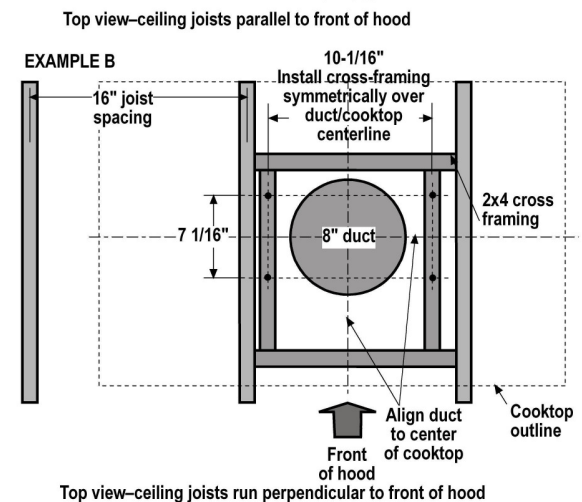 Top view–ceiling joists parallel to front of hood
EXAMPLE B
16" joist
spacing
10-1/16"
Install cross-framing
symmetrically over
duct/cooktop
centerline
2x4 cross
framing
7 1/16"
8" duct
Align duct
to center
of cooktop
Cooktop
outline
Front
of hood
Top view–ceiling joists run perpendicular to front of hood